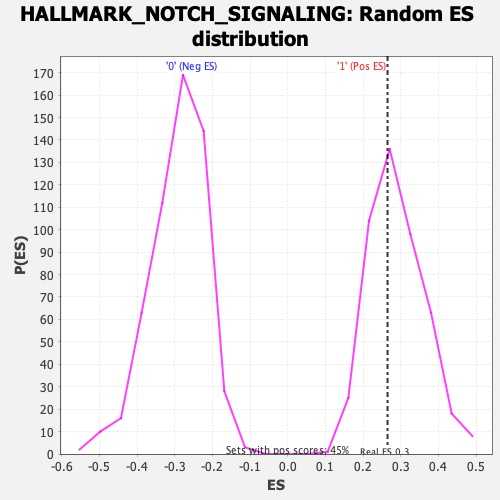 HALLMARK_NOTCH_SIGNALING: Random ES
distribution
'0' (Neg ES)
'1' (Pos ES)
170
160
150
140
130
120
110
100
90
80
70
60
50
40
30
20
10
0
P(ES)
Sets with pos scores: 45%
Real ES 0.3
-0.6 -0.5 -0.4 -0.3 -0.2 -0.1 0.0 0.1 0.2 0.3 0.4 0.5
ES